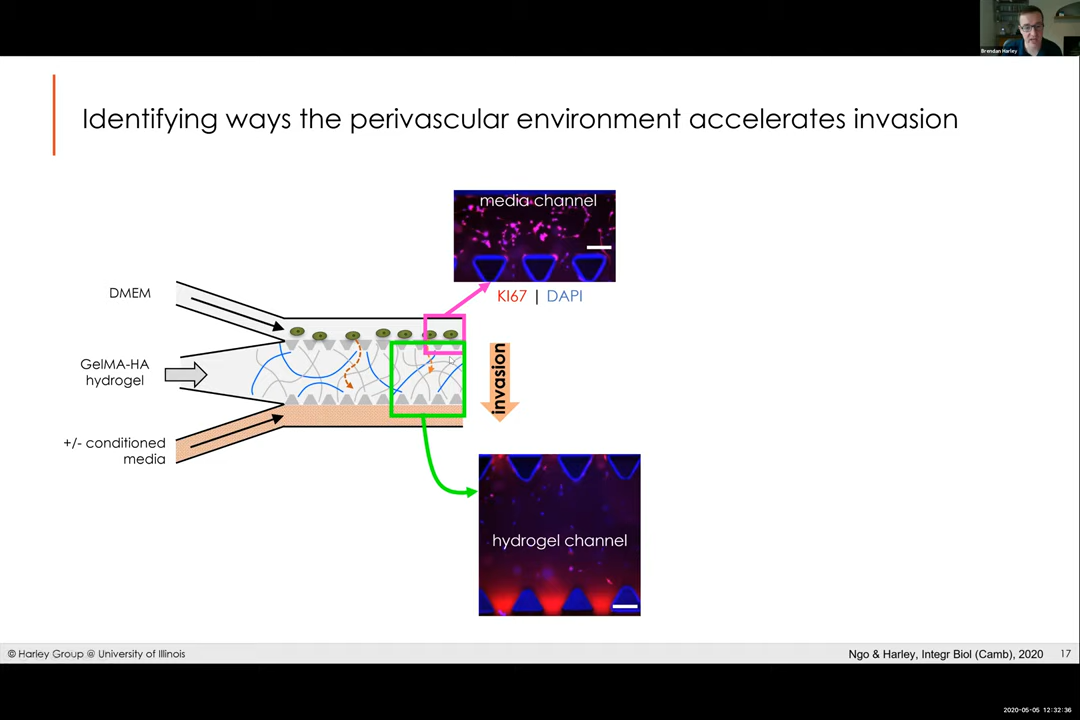 Brendan Harley
Identifying ways the perivascular environment accelerates invasion
media channel
KI67 | DAPI
DMEM
GelMA-HA
hydrogel
+/- conditioned
media
invasion
hydrogel channel
© Harley Group @ University of Illinois
Ngo & Harley, Integr Biol (Camb), 2020
17
2020-05-05 12:32:36